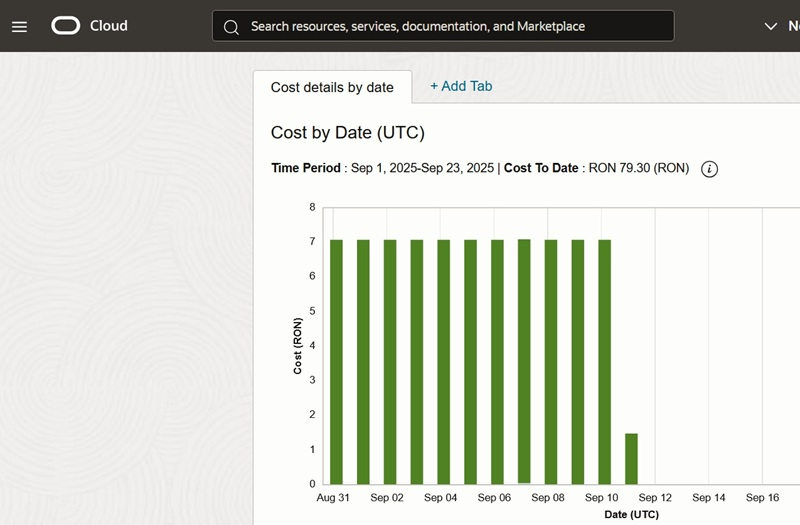 Cloud
Search resources, services, documentation, and Marketplace
Cost details by date
+ Add Tab
Cost by Date (UTC)
Time Period : Sep 1, 2025-Sep 23, 2025 | Cost To Date : RON 79.30 (RON) i
8
7
6
5
4
3
2
1
0
Cost (RON)
Aug 31 Sep 02 Sep 04 Sep 06 Sep 08 Sep 10 Sep 12 Sep 14 Sep 16
Date (UTC)